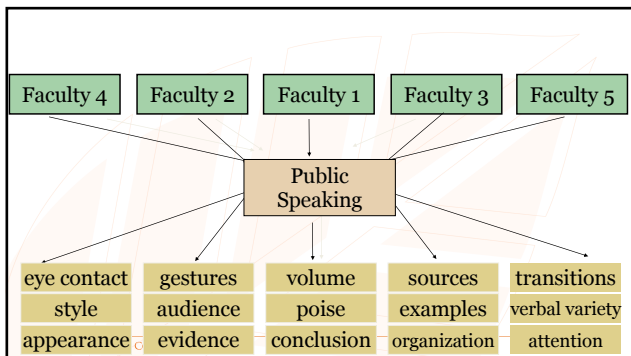 Faculty 4 Faculty 2 Faculty 1 Faculty 3 Faculty 5
Public
Speaking
eye contact gestures volume sources transitions
style audience poise examples verbal variety
appearance evidence conclusion organization attention